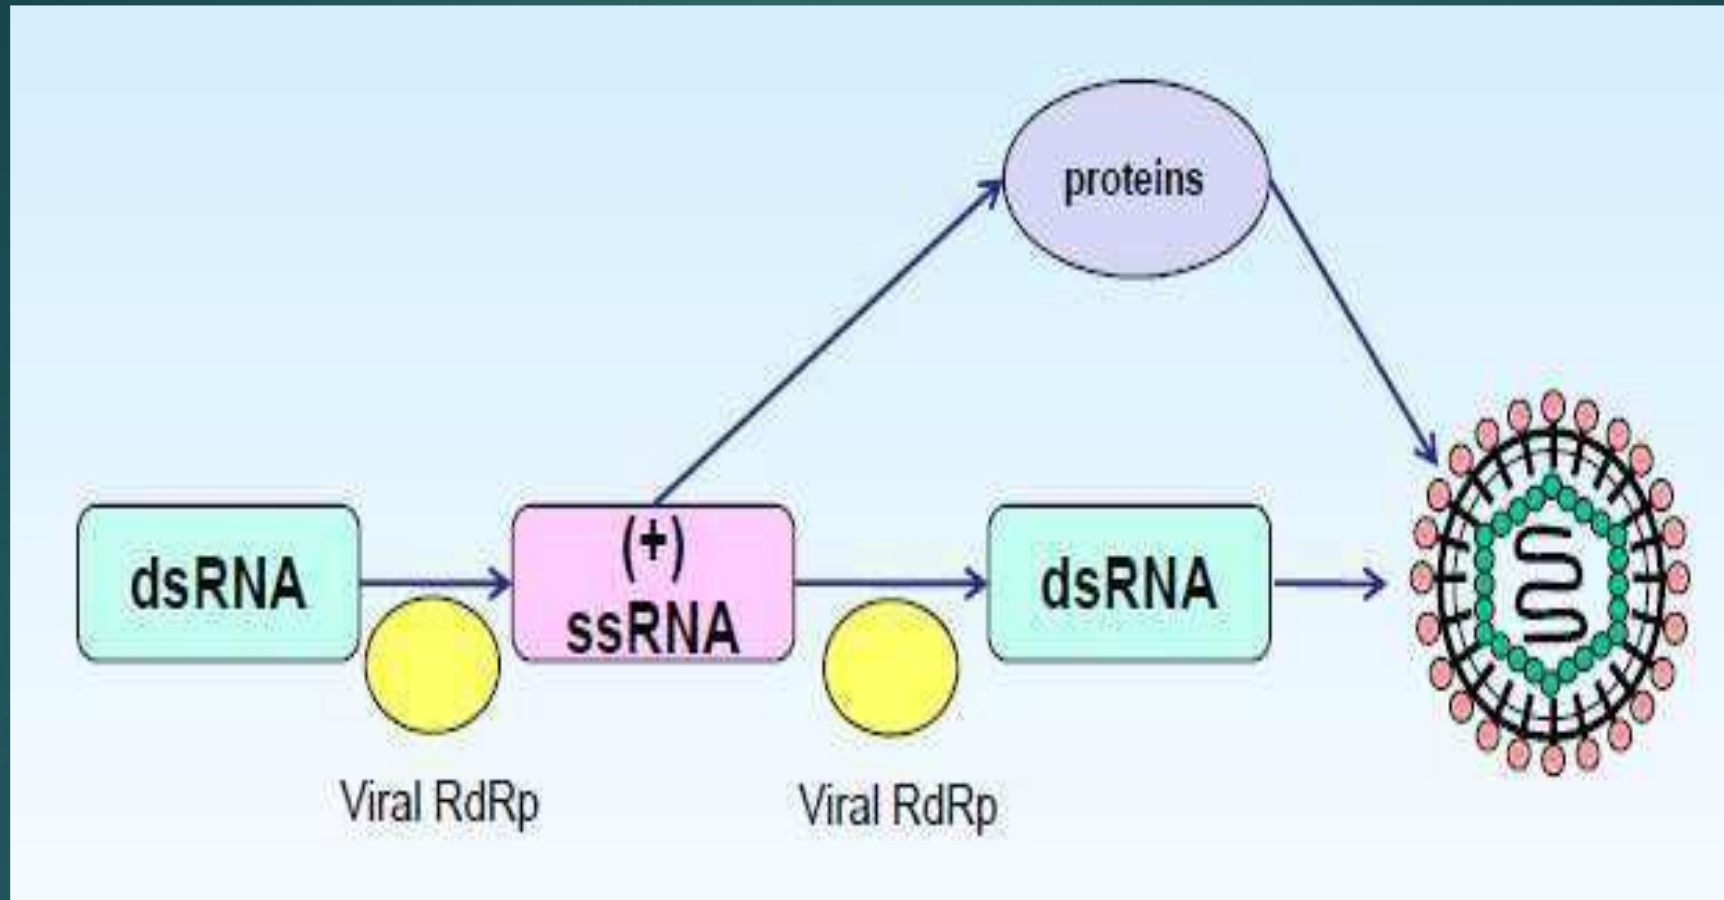 proteins
dsRNA
(+)
ssRNA
dsRNA
Viral RdRp
Viral RdRp